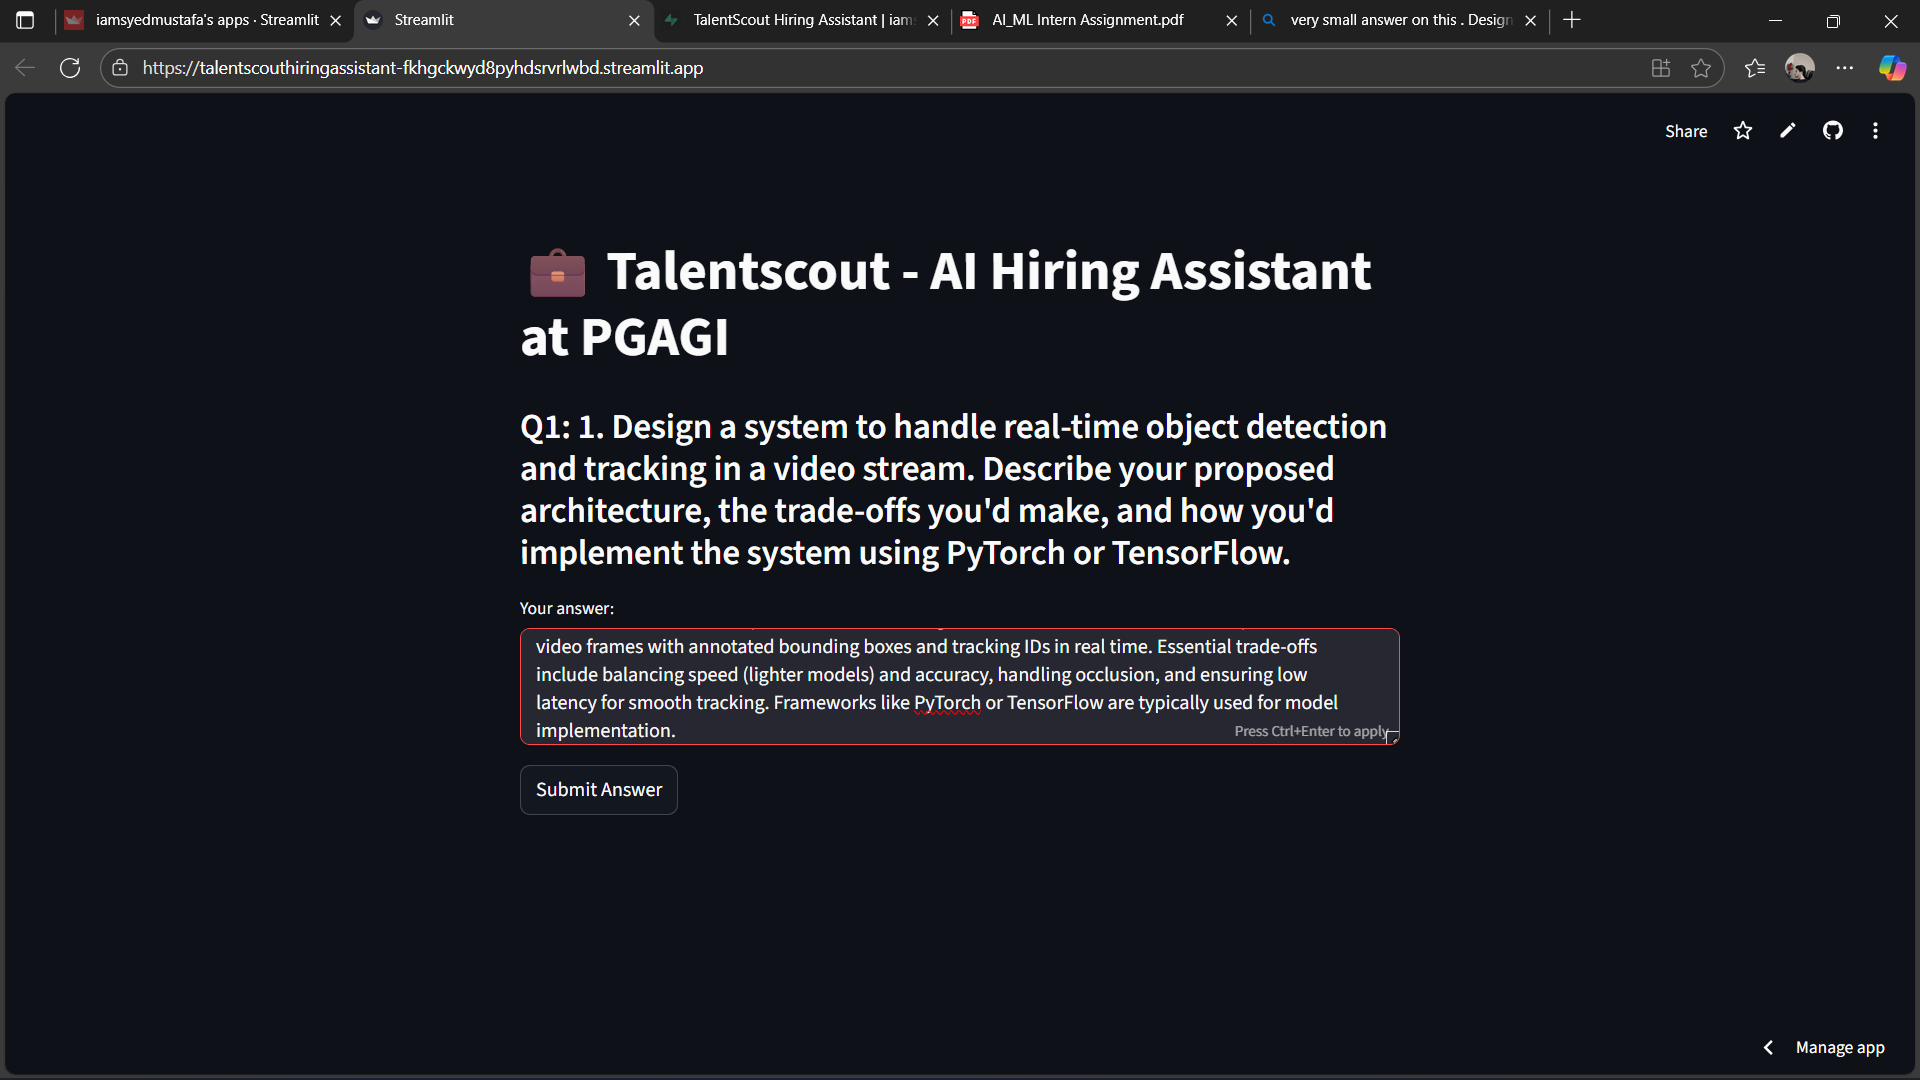 iamsyedmustafa's apps · Streamlit
Streamlit
TalentScout Hiring Assistant | iam
AI_ML Intern Assignment.pdf
very small answer on this . Design
https://talentscouthiringassistant-fkhgckwyd8pyhdsrvrlwbd.streamlit.app
Share
Talentscout - AI Hiring Assistant
at PGAGI
Q1: 1. Design a system to handle real-time object detection
and tracking in a video stream. Describe your proposed
architecture, the trade-offs you'd make, and how you'd
implement the system using PyTorch or TensorFlow.
Your answer:
video frames with annotated bounding boxes and tracking IDs in real time. Essential trade-offs
include balancing speed (lighter models) and accuracy, handling occlusion, and ensuring low
latency for smooth tracking. Frameworks like PyTorch or TensorFlow are typically used for model
implementation.
Press Ctrl+Enter to apply
Submit Answer
Manage app